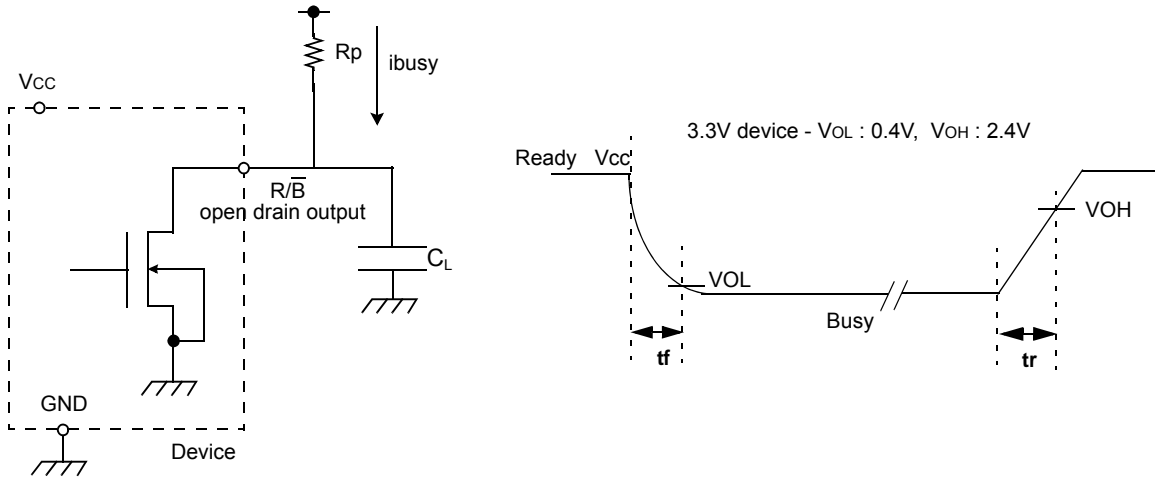 Rp
ibusy
VCC
R/B̅
open drain output
CL
GND
Device
3.3V device - VOL : 0.4V, VOH : 2.4V
Ready Vcc
VOH
VOL
Busy
tf
tr